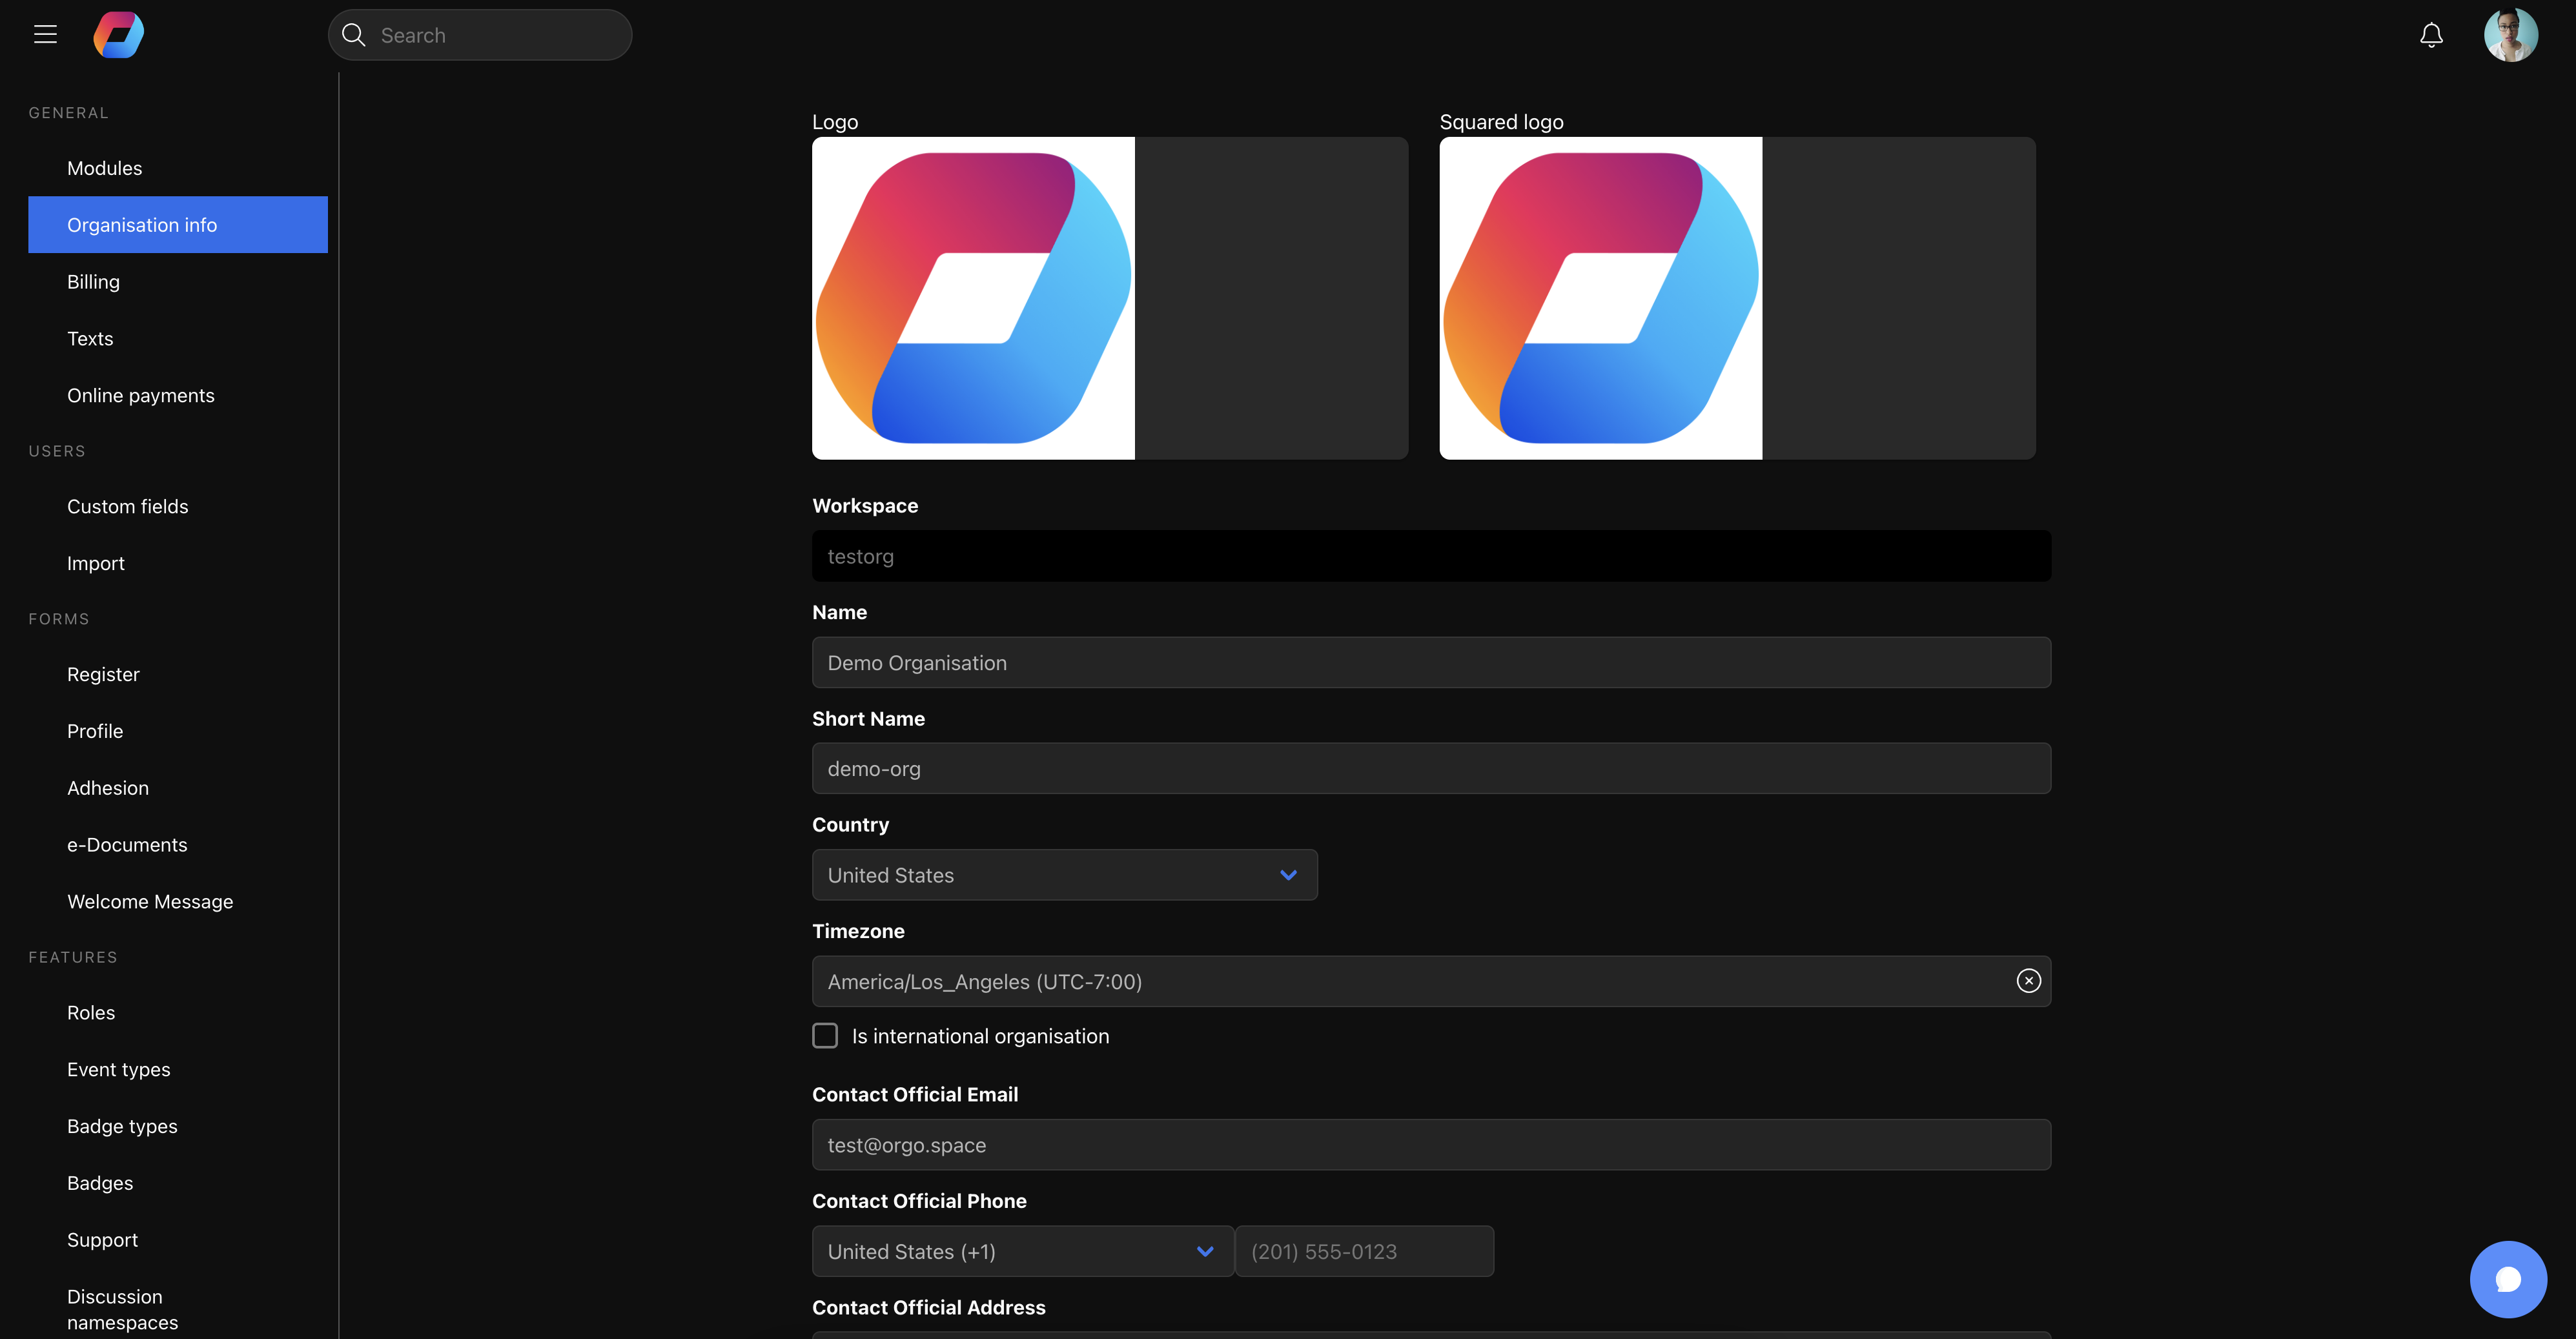 Search
GENERAL
Modules
Organisation info
Billing
Texts
Online payments
USERS
Custom fields
Import
FORMS
Register
Profile
Adhesion
e-Documents
Welcome Message
FEATURES
Roles
Event types
Badge types
Badges
Support
Discussion
namespaces
Logo
Squared logo
Workspace
testorg
Name
Demo Organisation
Short Name
demo-org
Country
United States
Timezone
America/Los_Angeles (UTC-7:00)
Is international organisation
Contact Official Email
test@orgo.space
Contact Official Phone
United States (+1)
(201) 555-0123
Contact Official Address